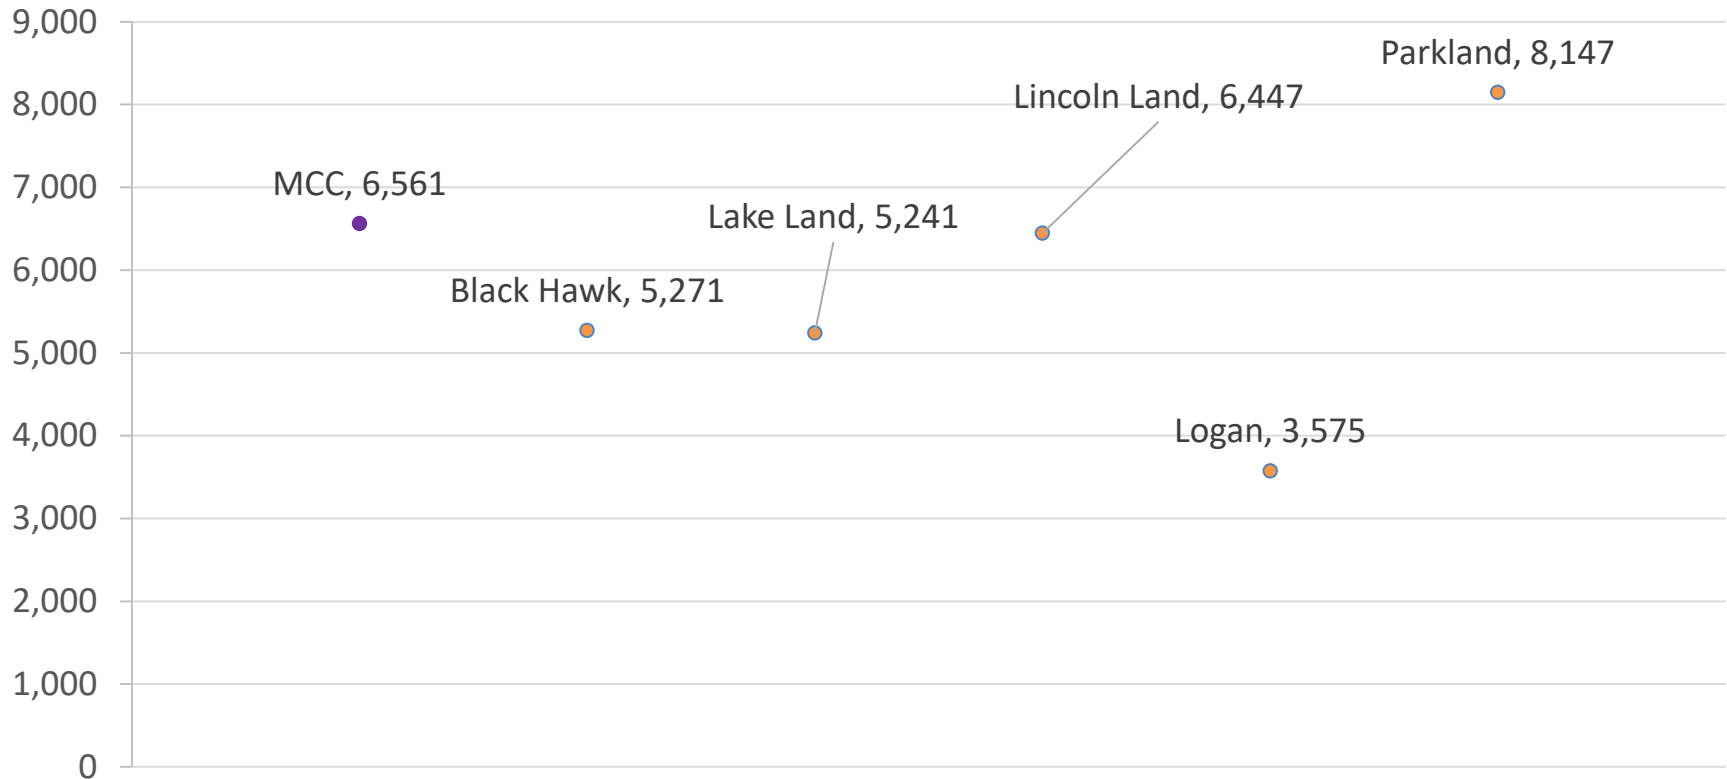 9,000
8,000
7,000
6,000
5,000
4,000
3,000
2,000
1,000
0
MCC, 6,561
Black Hawk, 5,271
Lake Land, 5,241
Lincoln Land, 6,447
Logan, 3,575
Parkland, 8,147